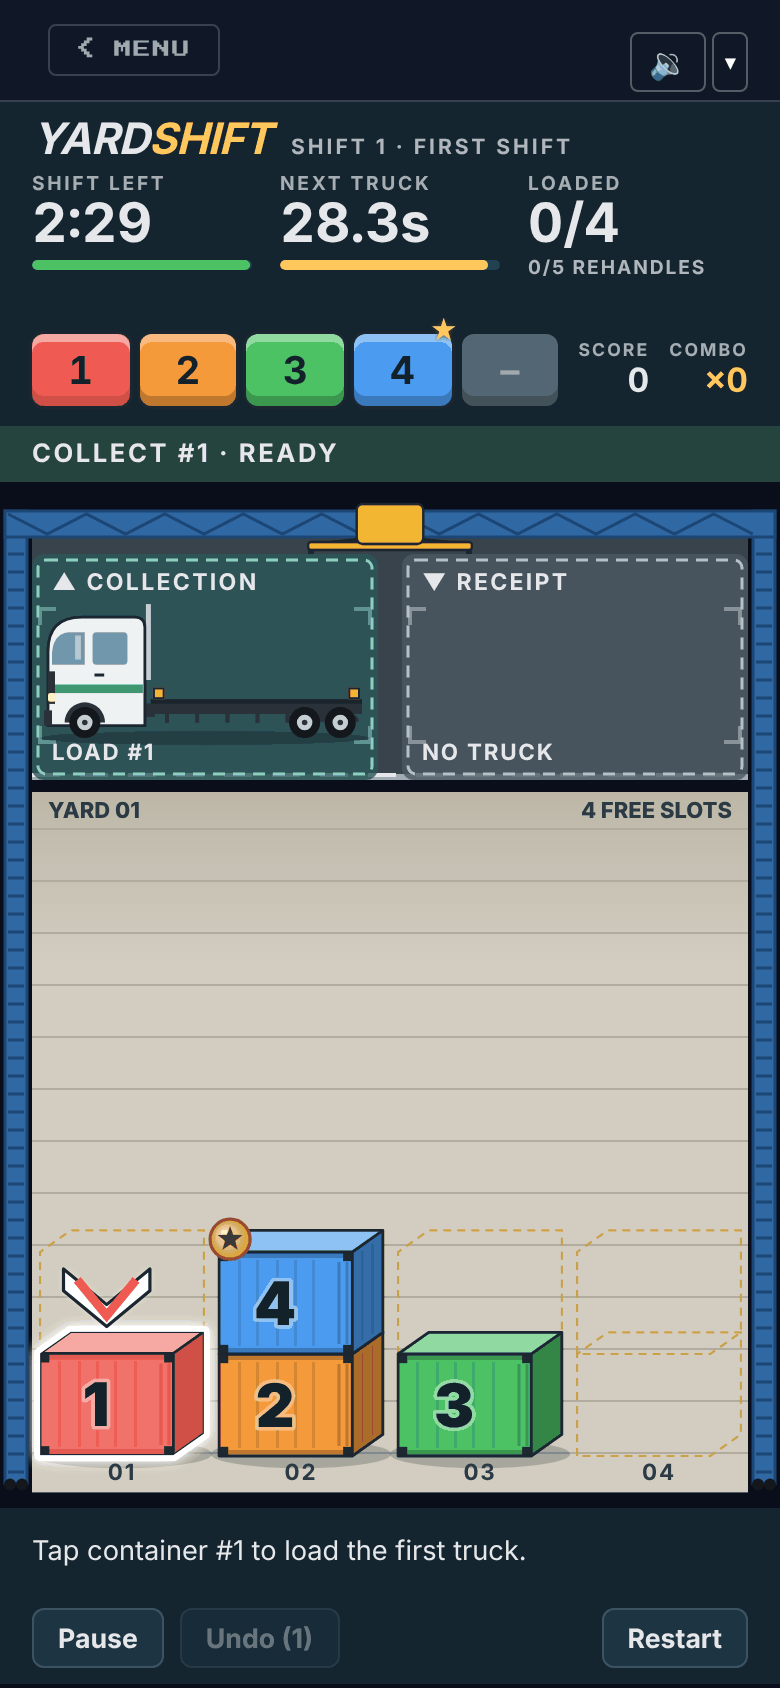 MENU
YARDSHIFT SHIFT 1 · FIRST SHIFT
SHIFT LEFT NEXT TRUCK LOADED
2:29 28.3s 0/4
0/5 REHANDLES
1 2 3 4 – SCORE COMBO
0 ×0
COLLECT #1 · READY
COLLECTION RECEIPT
LOAD #1 NO TRUCK
YARD 01 4 FREE SLOTS
4
1 2 3
01 02 03 04
Tap container #1 to load the first truck.
Pause Undo (1) Restart